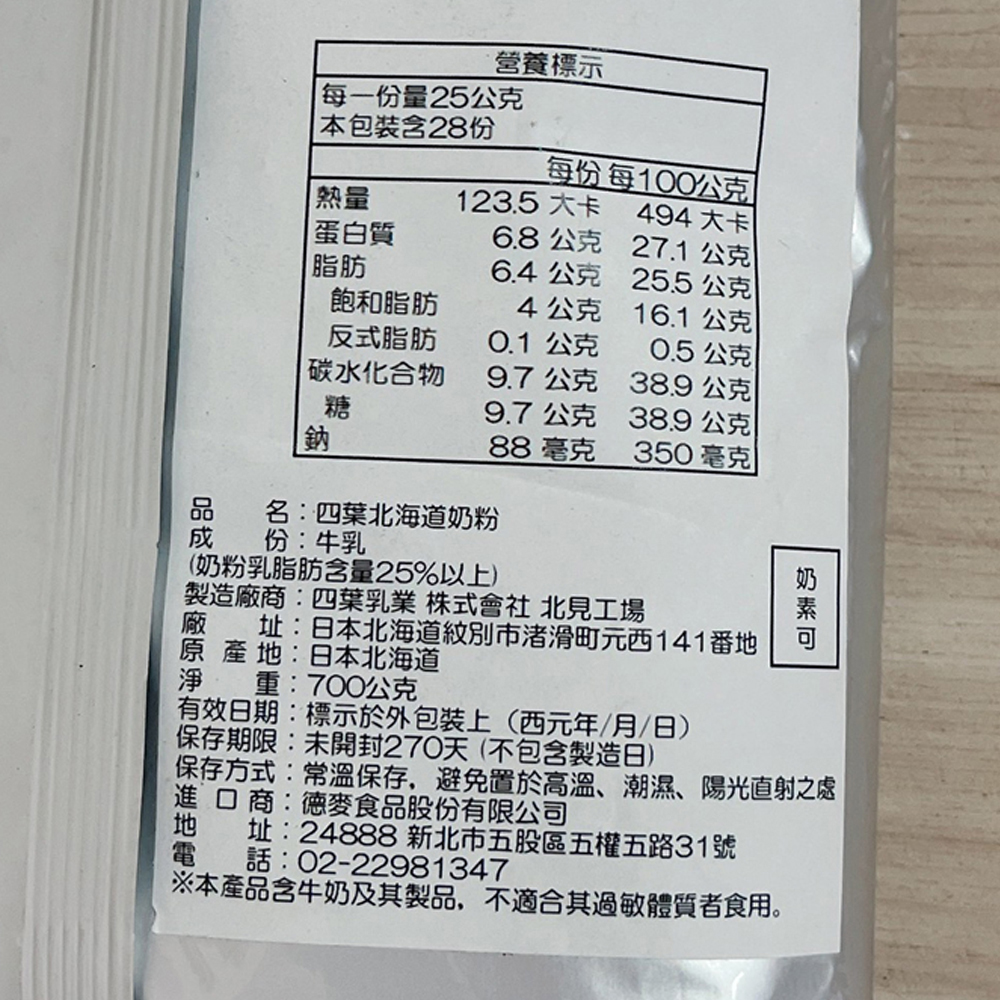 營養標示
每一份量25公克
本包裝含28份
每份 每100公克
熱量 123.5 大卡 494 大卡
蛋白質 6.8 公克 27.1 公克
脂肪 6.4 公克 25.5 公克
飽和脂肪 4 公克 16.1 公克
反式脂肪 0.1 公克 0.5 公克
碳水化合物 9.7 公克 38.9 公克
糖 9.7 公克 38.9 公克
鈉 88 毫克 350 毫克
品名：四葉北海道奶粉
成份：牛乳
(奶粉乳脂肪含量25%以上)
製造廠商：四葉乳業 株式會社 北見工場
廠址：日本北海道紋別市渚滑町元西141番地
原產地：日本北海道
淨重：700公克
有效日期：標示於外包裝上（西元年/月/日）
保存期限：未開封270天 (不包含製造日)
保存方式：常溫保存，避免置於高溫、潮濕、陽光直射之處
進口商：德麥食品股份有限公司
地址：24888 新北市五股區五權五路31號
電話：02-22981347
※本產品含牛奶及其製品，不適合其過敏體質者食用。
奶素可